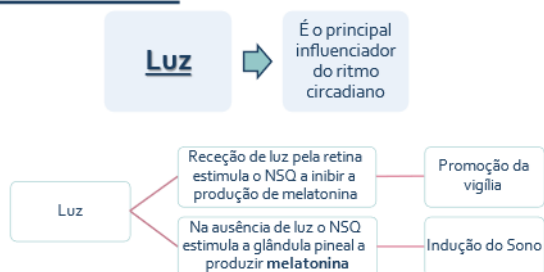 Luz
É o principal
influenciador
do ritmo
circadiano
Luz
Receção de luz pela retina
estimula o NSQ a inibir a
produção de melatonina
Promoção da
vigília
Na ausência de luz o NSQ
estimula a glândula pineal a
produzir melatonina
Indução do Sono